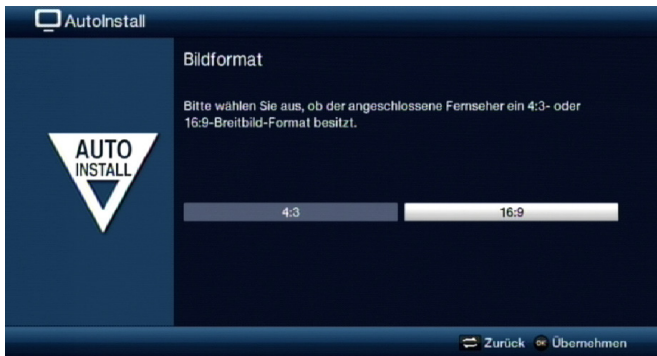 AutoInstall
Bildformat
Bitte wählen Sie aus, ob der angeschlossene Fernseher ein 4:3- oder
16:9-Breitbild-Format besitzt.
AUTO
INSTALL
4:3
16:9
Zurück OK Übernehmen